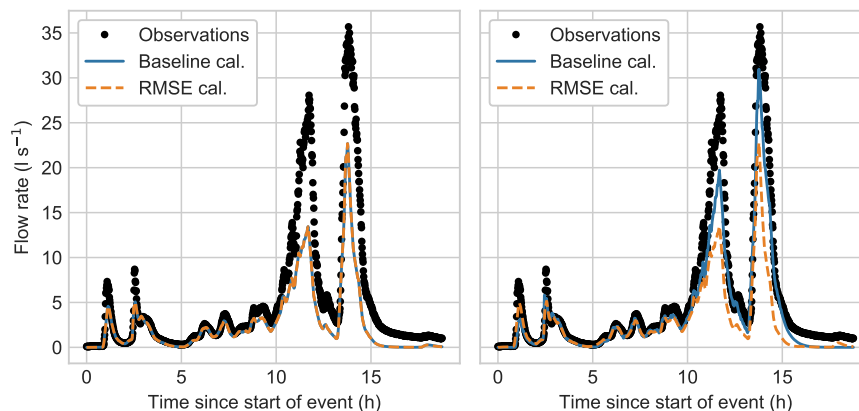 Observations
Baseline cal.
RMSE cal.
35
30
25
20
15
10
5
0
Flow rate (l s⁻¹)
0
5
10
15
Time since start of event (h)
Observations
Baseline cal.
RMSE cal.
0
5
10
15
Time since start of event (h)